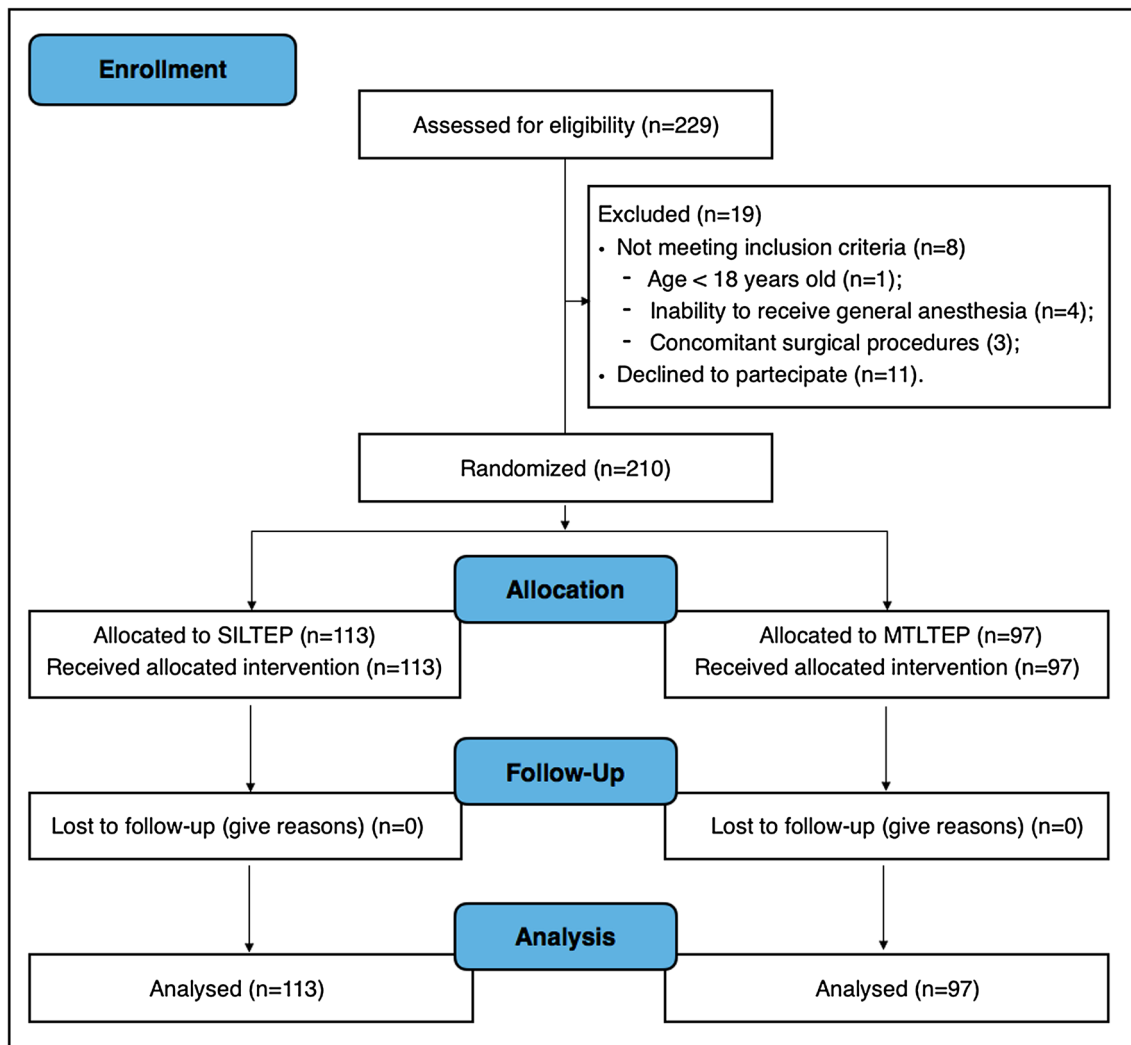 Enrollment
Assessed for eligibility (n=229)
Excluded (n=19)
• Not meeting inclusion criteria (n=8)
- Age < 18 years old (n=1);
- Inability to receive general anesthesia (n=4);
- Concomitant surgical procedures (3);
• Declined to partecipate (n=11).
Randomized (n=210)
Allocation
Allocated to SILTEP (n=113)
Received allocated intervention (n=113)
Allocated to MTLTEP (n=97)
Received allocated intervention (n=97)
Follow-Up
Lost to follow-up (give reasons) (n=0)
Lost to follow-up (give reasons) (n=0)
Analysis
Analysed (n=113)
Analysed (n=97)